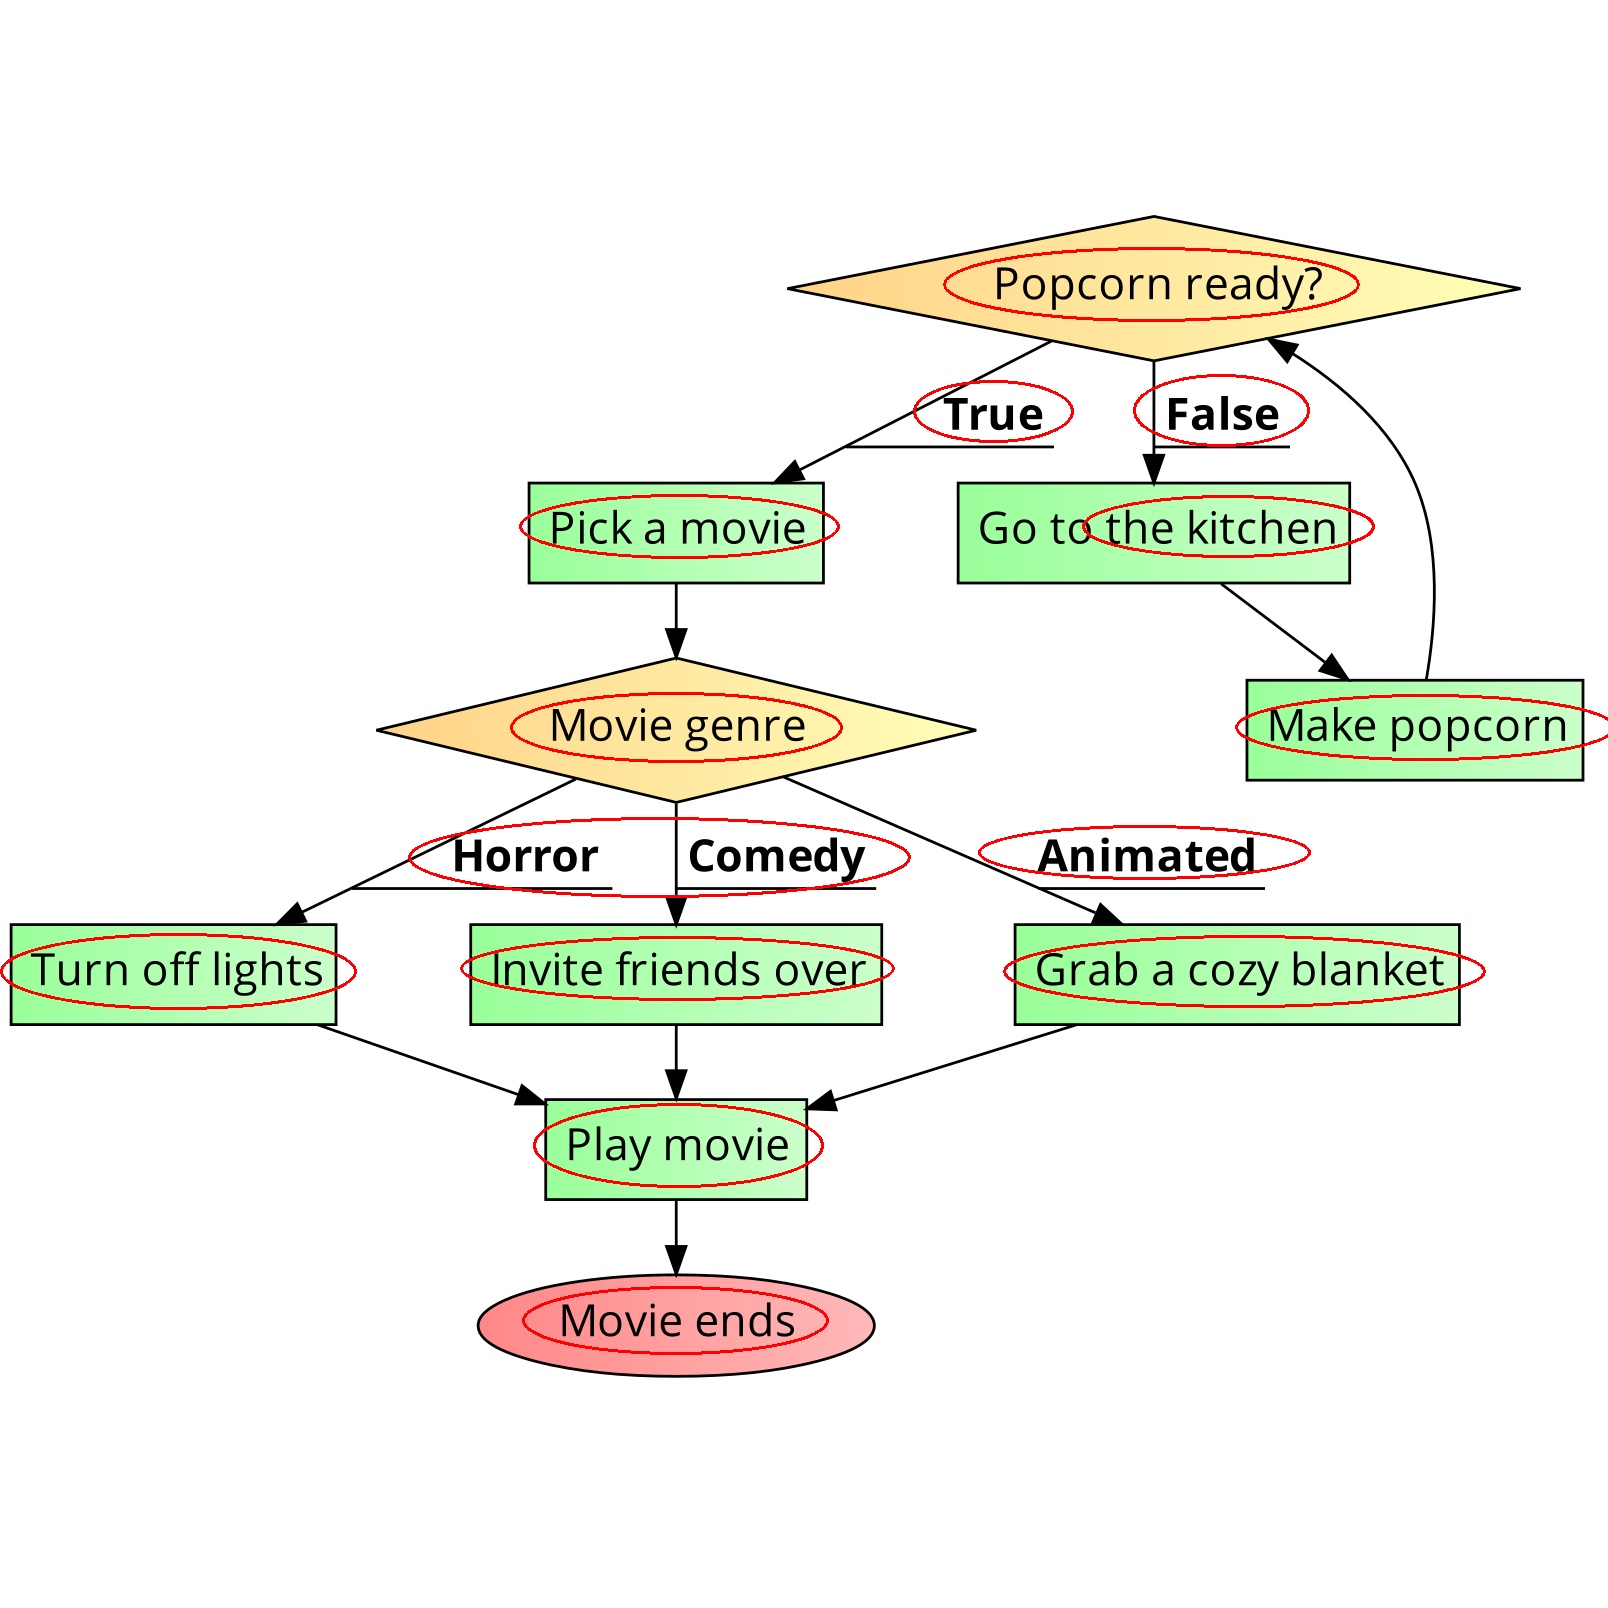 Popcorn ready?
True
False
Pick a movie
Go to the kitchen
Movie genre
Make popcorn
Horror
Comedy
Animated
Turn off lights
Invite friends over
Grab a cozy blanket
Play movie
Movie ends